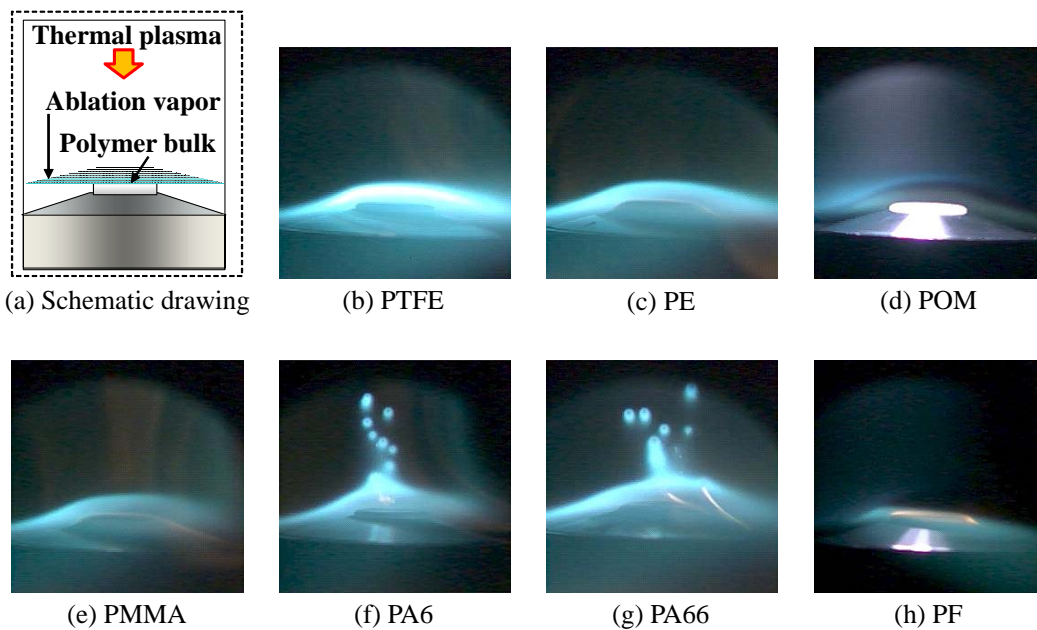 Thermal plasma
Ablation vapor
Polymer bulk
(a) Schematic drawing
(b) PTFE
(c) PE
(d) POM
(e) PMMA
(f) PA6
(g) PA66
(h) PF